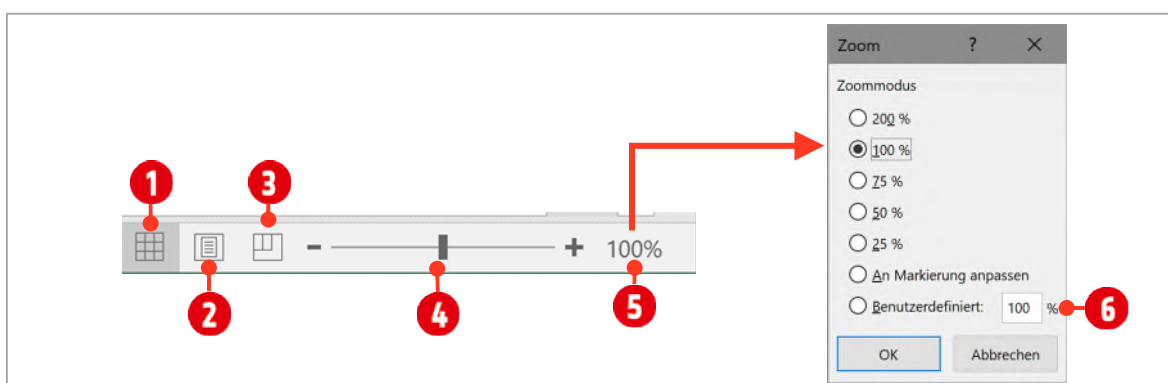 Zoom ? ×
Zoommodus
200 %
100 %
75 %
50 %
25 %
An Markierung anpassen
Benutzerdefiniert: 100 %
OK Abbrechen
1 3
- + 100%
2 4 5 6